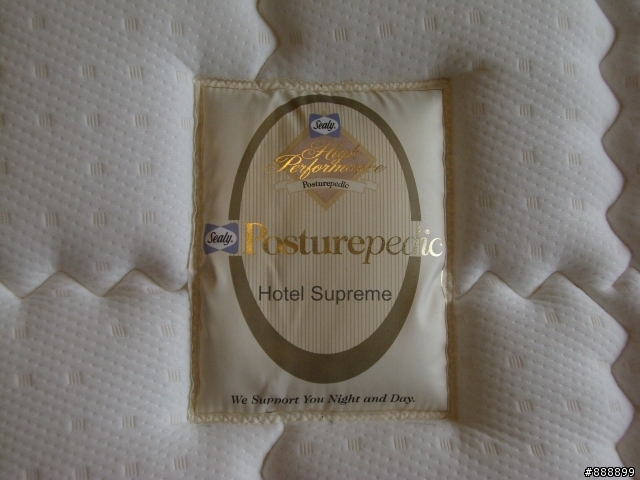 Sealy.
High
Performance
Posturepedic
Sealy. Posturepedic
Hotel Supreme
We Support You Night and Day.
#888899